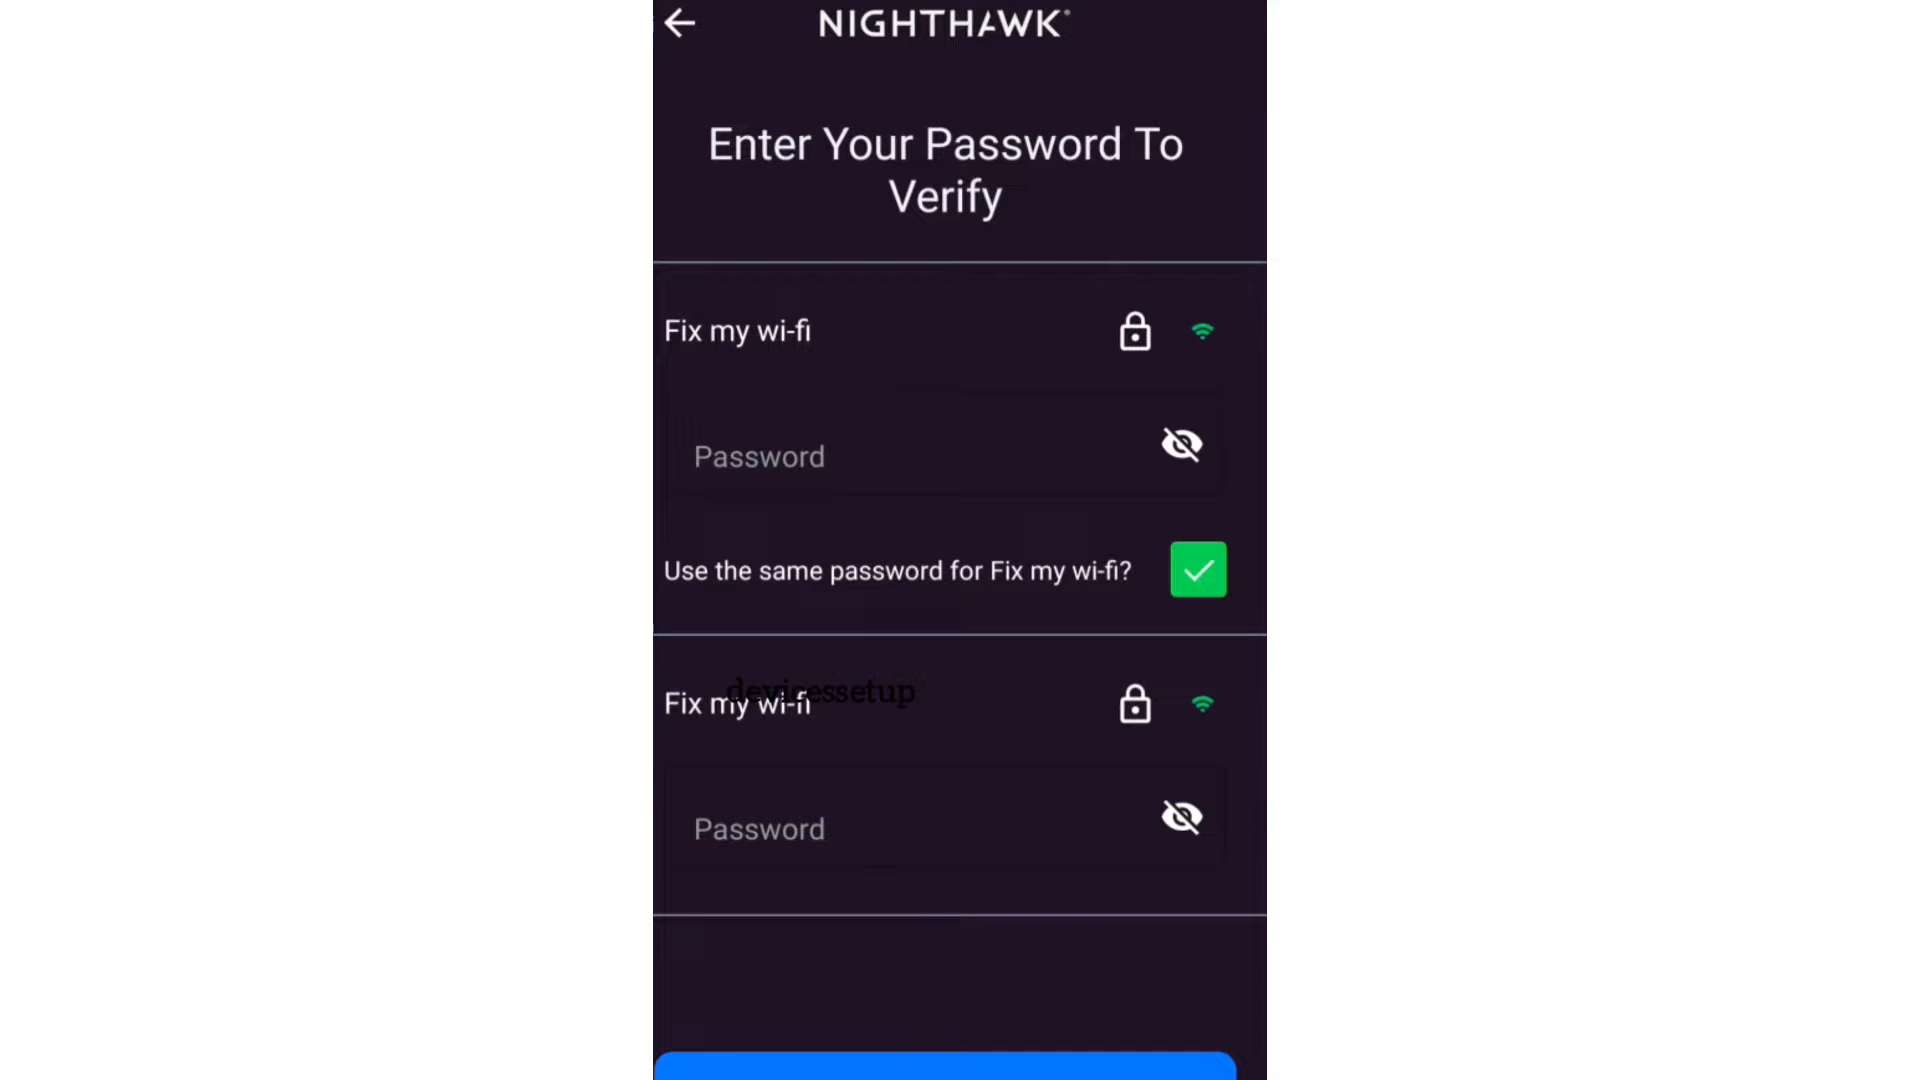 NIGHTHAWK®
Enter Your Password To
Verify
Fix my wi-fi
Password
Use the same password for Fix my wi-fi?
devicessetup
Fix my wi-fi
Password